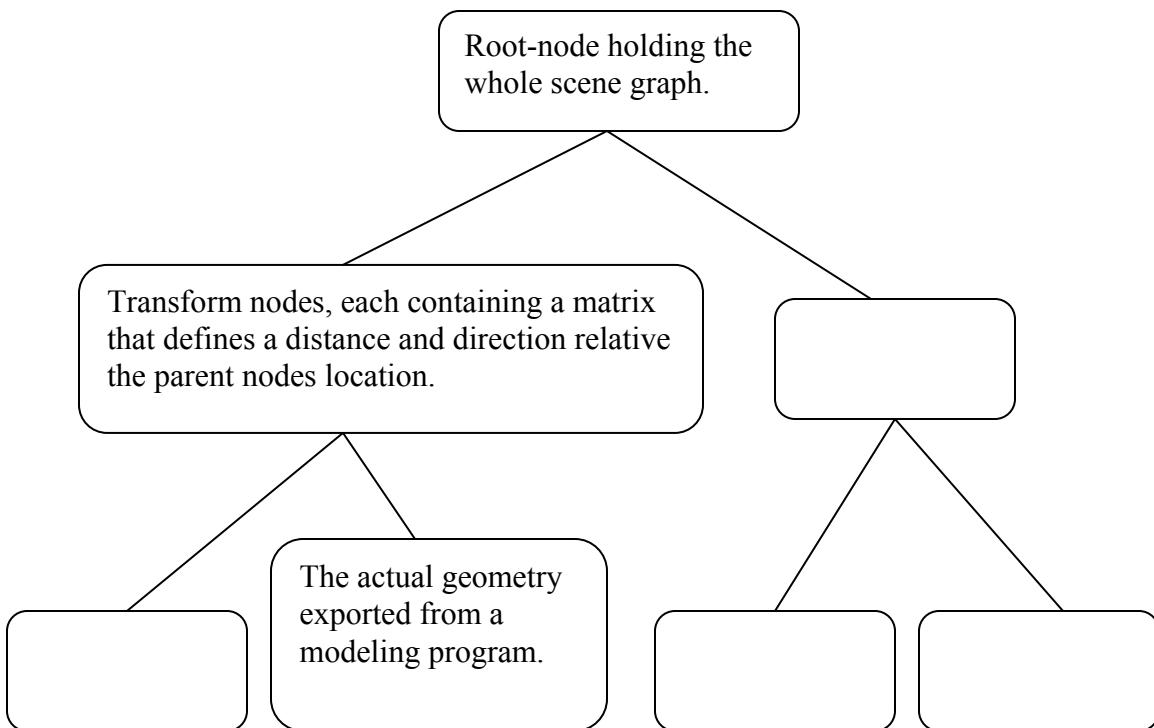 Root-node holding the
whole scene graph.
Transform nodes, each containing a matrix
that defines a distance and direction relative
the parent nodes location.
The actual geometry
exported from a
modeling program.